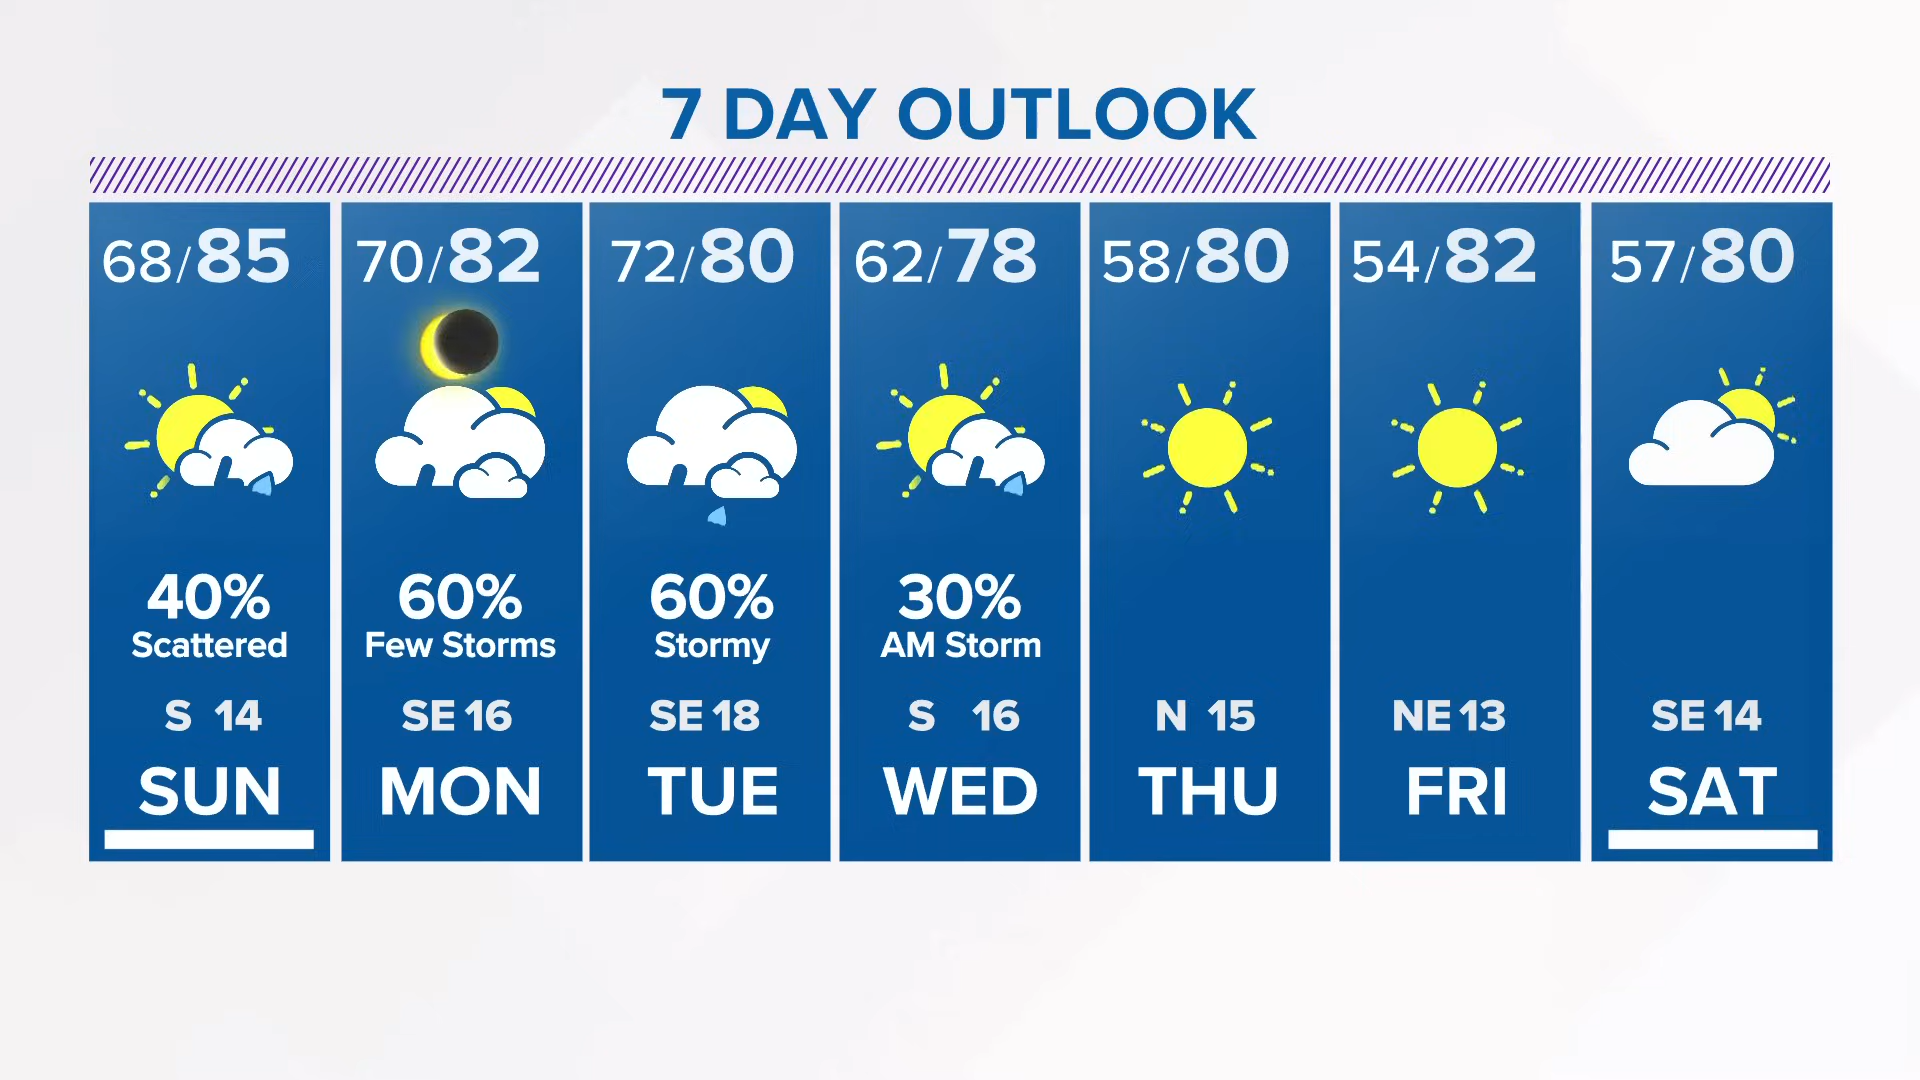 7 DAY OUTLOOK
68/85
40%
Scattered
S 14
SUN
70/82
60%
Few Storms
SE 16
MON
72/80
60%
Stormy
SE 18
TUE
62/78
30%
AM Storm
S 16
WED
58/80
N 15
THU
54/82
NE 13
FRI
57/80
SE 14
SAT